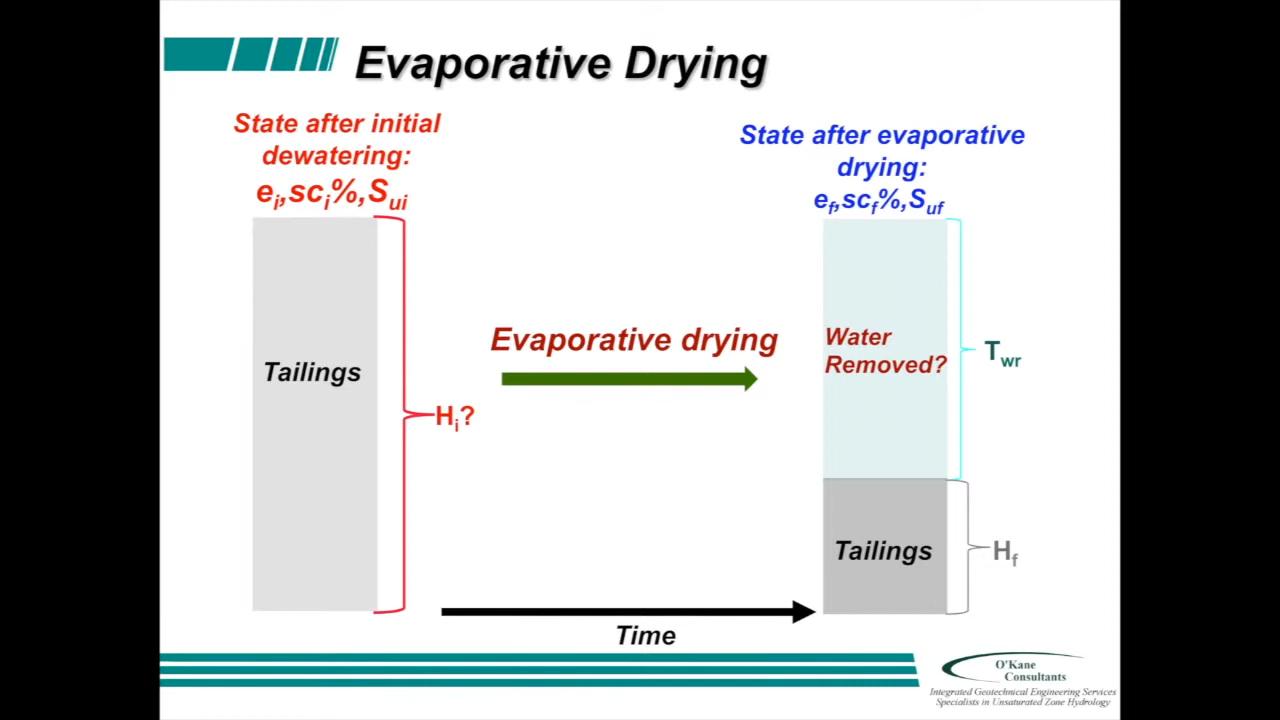 Evaporative Drying
State after initial
dewatering:
eᵢ,scᵢ%,Sᵤᵢ
State after evaporative
drying:
e_f,sc_f%,S_uf
Tailings
Hᵢ?
Evaporative drying
Water
Removed?
T_wr
Tailings
H_f
Time
O'Kane
Consultants
Integrated Geotechnical Engineering Services
Specialists in Unsaturated Zone Hydrology